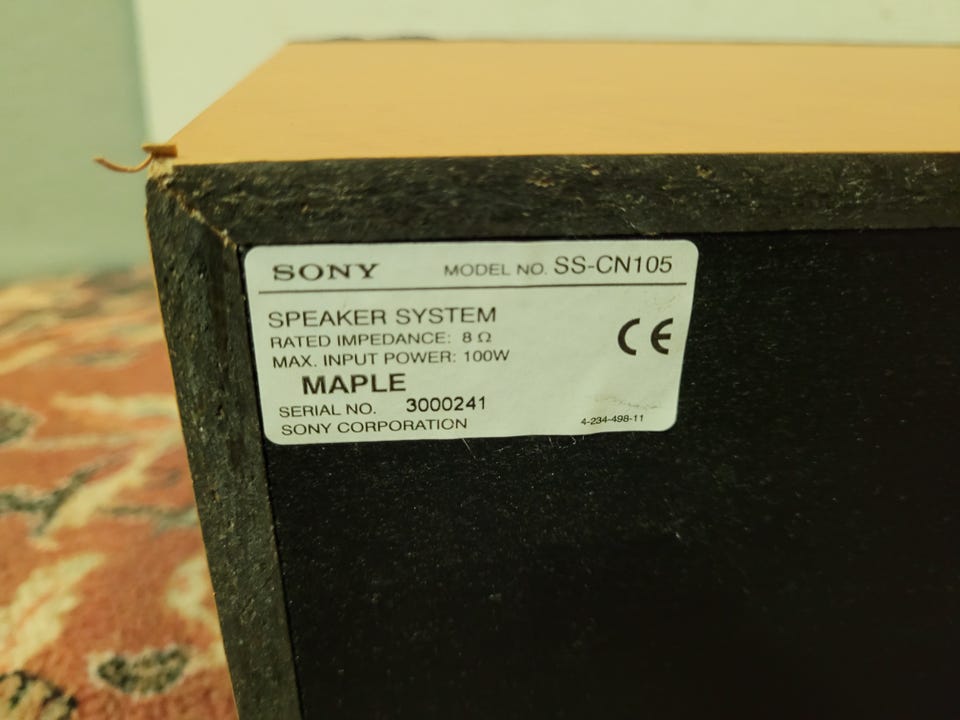 SONY MODEL NO. SS-CN105
SPEAKER SYSTEM
RATED IMPEDANCE: 8 Ω
MAX. INPUT POWER: 100W
CE
MAPLE
SERIAL NO. 3000241
SONY CORPORATION 4-234-498-11